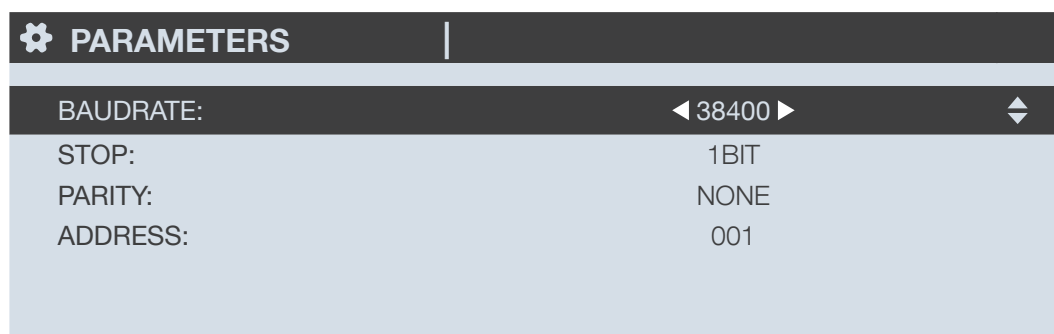 PARAMETERS
BAUDRATE: 38400
STOP: 1BIT
PARITY: NONE
ADDRESS: 001